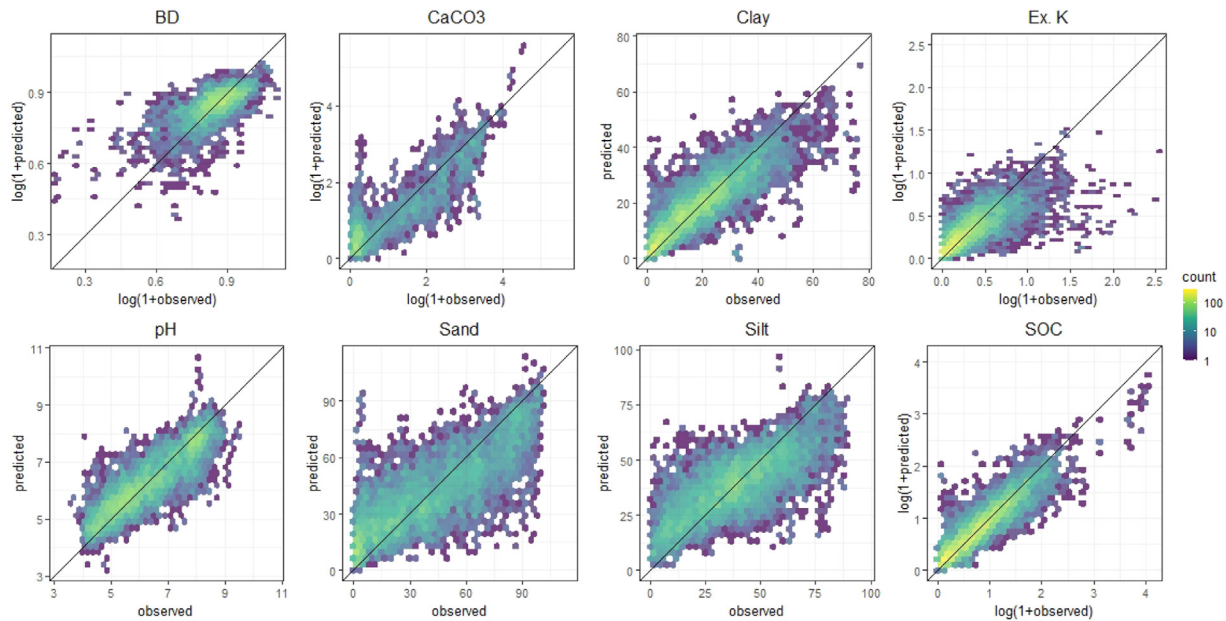 BD
CaCO3
Clay
Ex. K
log(1+predicted)
0.9
0.6
0.3
0.3 0.6 0.9
log(1+observed)
log(1+predicted)
4
2
0
0 2 4
log(1+observed)
predicted
80
60
40
20
0
0 20 40 60 80
observed
log(1+predicted)
2.5
2.0
1.5
1.0
0.5
0.0
0.0 0.5 1.0 1.5 2.0 2.5
log(1+observed)
count
100
10
1
pH
Sand
Silt
SOC
predicted
11
9
7
5
3
3 5 7 9 11
observed
predicted
90
60
30
0
0 30 60 90
observed
predicted
100
75
50
25
0
0 25 50 75 100
observed
log(1+predicted)
4
3
2
1
0
0 1 2 3 4
log(1+observed)